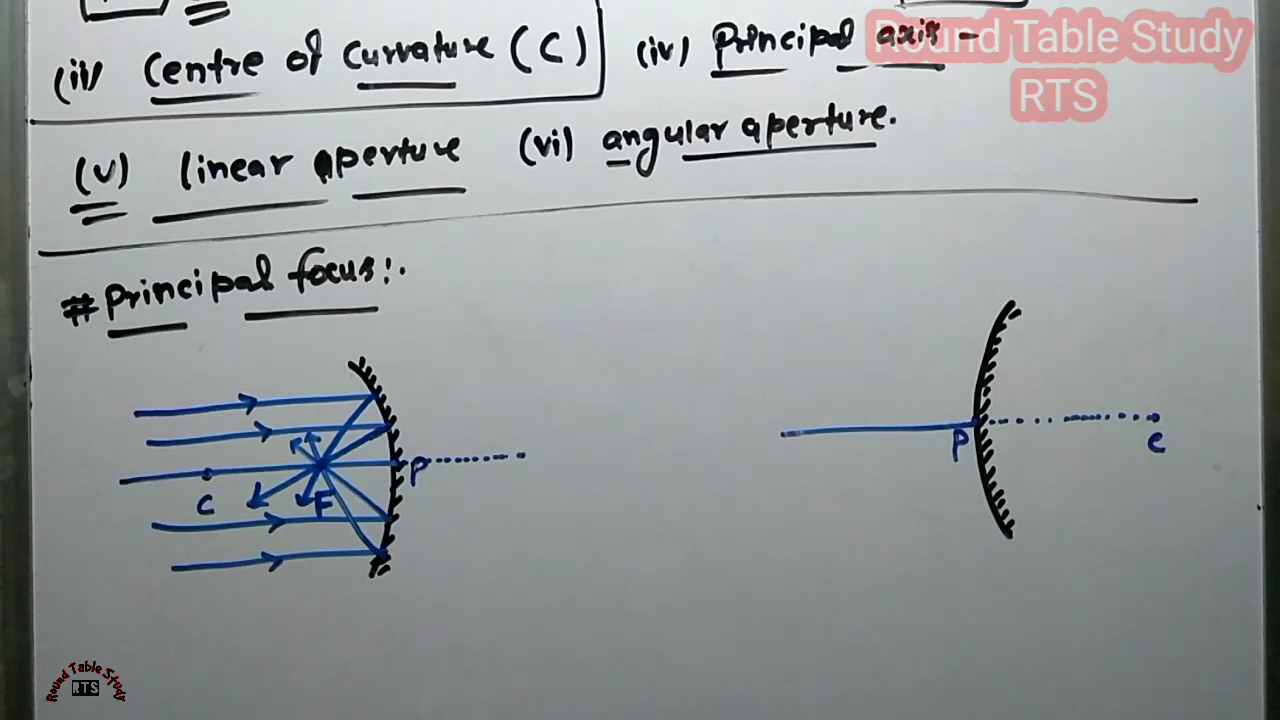 (ii) Centre of Curvature (C)
(iv) Principal axis -
Round Table Study
RTS
(v) linear aperture
(vi) angular aperture.
# Principal focus:.
P
C
F
P
C
Round Table Study
RTS